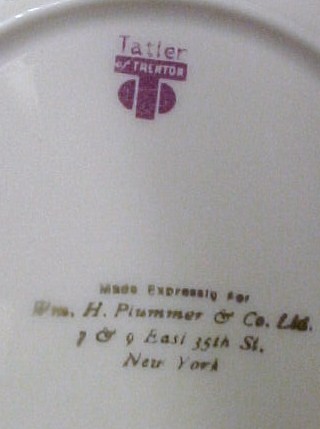 Tatler
of TRENTON
Made Expressly For
Wm. H. Plummer & Co. Ltd.
7 & 9 East 35th St.
New York